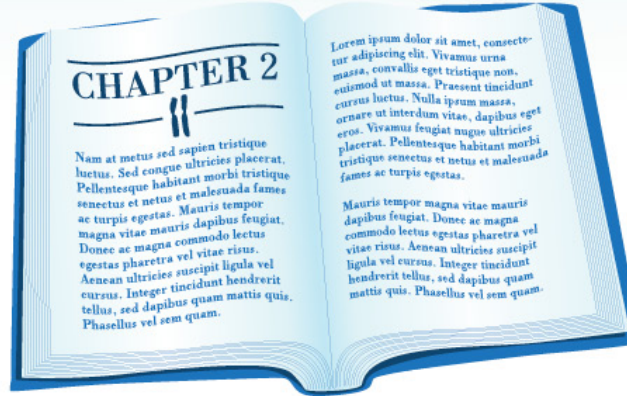 CHAPTER 2
Nam at metus sed sapien tristique
luctus. Sed congue ultricies placerat.
Pellentesque habitant morbi tristique
senectus et netus et malesuada fames
ac turpis egestas. Mauris tempor
magna vitae mauris dapibus feugiat.
Donec ac magna commodo lectus
egestas pharetra vel vitae risus.
Aenean ultricies suscipit ligula vel
cursus. Integer tincidunt hendrerit
tellus, sed dapibus quam mattis quis.
Phasellus vel sem quam.
Lorem ipsum dolor sit amet, consecte-
tur adipiscing elit. Vivamus urna
massa, convallis eget tristique non,
euismod ut massa. Praesent tincidunt
cursus luctus. Nulla ipsum massa,
ornare ut interdum vitae, dapibus eget
eros. Vivamus feugiat nugue ultricies
placerat. Pellentesque habitant morbi
tristique senectus et netus et malesuada
fames ac turpis egestas.
Mauris tempor magna vitae mauris
dapibus feugiat. Donec ac magna
commodo lectus egestas pharetra vel
vitae risus. Aenean ultricies suscipit
ligula vel cursus. Integer tincidunt
hendrerit tellus, sed dapibus quam
mattis quis. Phasellus vel sem quam.